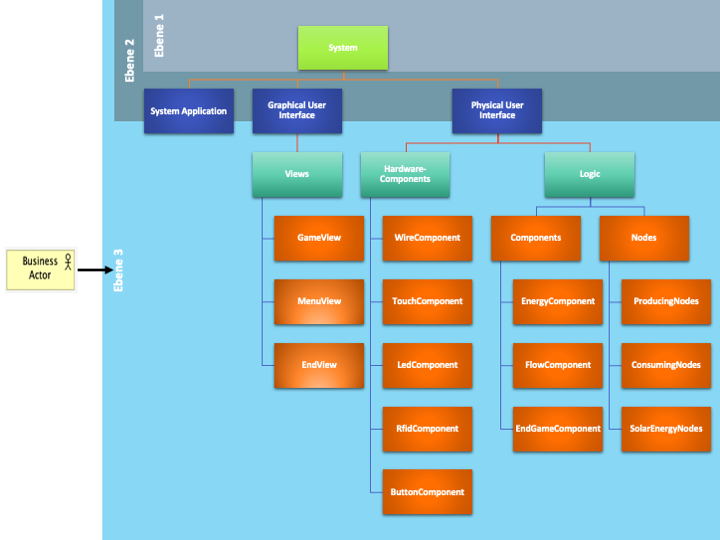 Ebene 1
Ebene 2
System
System Application
Graphical User
Interface
Physical User
Interface
Views
Hardware-
Components
Logic
GameView
WireComponent
Components
Nodes
Business
Actor
Ebene 3
MenuView
TouchComponent
EnergyComponent
ProducingNodes
EndView
LedComponent
FlowComponent
ConsumingNodes
RfidComponent
EndGameComponent
SolarEnergyNodes
ButtonComponent